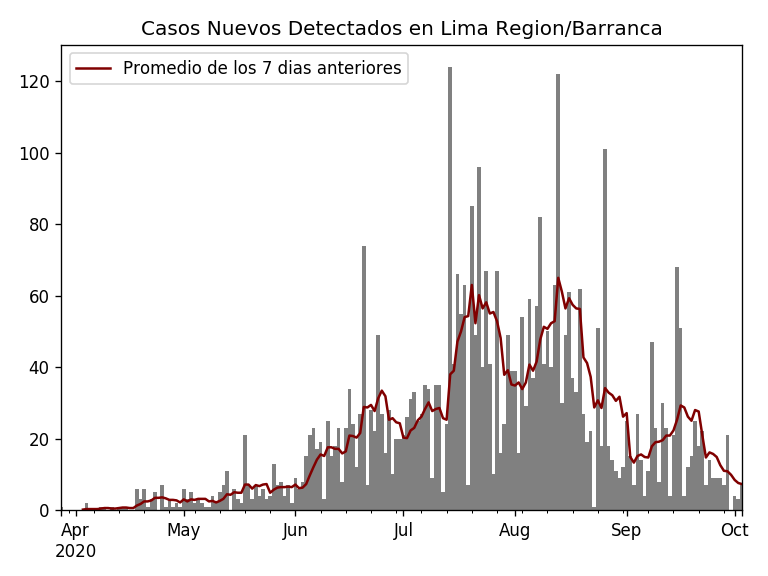 Casos Nuevos Detectados en Lima Region/Barranca
Promedio de los 7 dias anteriores
120
100
80
60
40
20
0
Apr May Jun Jul Aug Sep Oct
2020